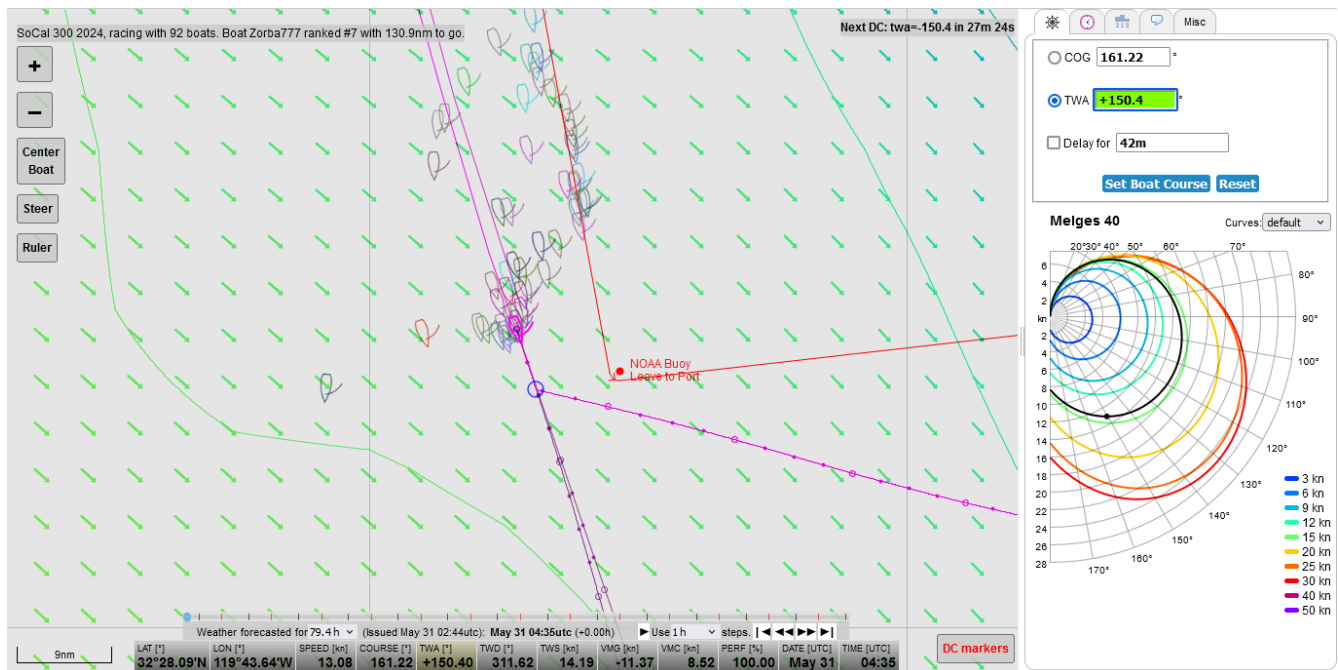 SoCal 300 2024, racing with 92 boats. Boat Zorba777 ranked #7 with 130.9nm to go.
Next DC: twa=-150.4 in 27m 24s
+
−
Center
Boat
Steer
Ruler
NOAA Buoy
Leave to Port
Weather forecasted for 79.4 h (Issued May 31 02:44utc): May 31 04:35utc (+0.00h) Use 1 h steps.
9nm
LAT [°] LON [°] SPEED [kn] COURSE [°] TWA [°] TWD [°] TWS [kn] VMG [kn] VMC [kn] PERF [%] DATE [UTC] TIME [UTC]
32°28.09'N 119°43.64'W 13.08 161.22 +150.40 311.62 14.19 -11.37 8.52 100.00 May 31 04:35
DC markers
Misc
COG 161.22 °
TWA +150.4 °
Delay for 42m
Set Boat Course Reset
Melges 40
Curves: default
20° 30° 40° 50° 60° 70°
80°
90°
100°
110°
120°
130°
140°
150°
160°
170°
6
4
2
kn
2
4
6
8
10
12
14
16
18
20
22
24
26
28
3 kn
6 kn
9 kn
12 kn
15 kn
20 kn
25 kn
30 kn
40 kn
50 kn